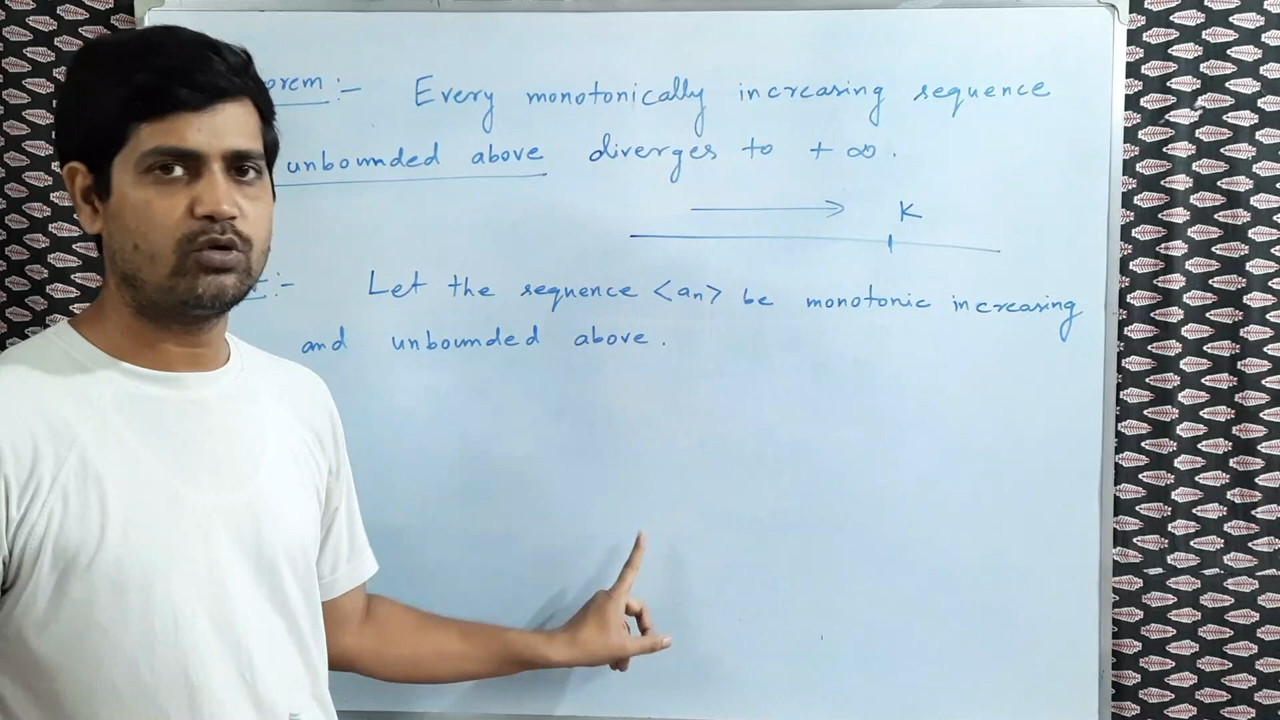 orem :- Every monotonically increasing sequence
unbounded above diverges to + ∞ .
K
:- Let the sequence <an> be monotonic increasing
and unbounded above .